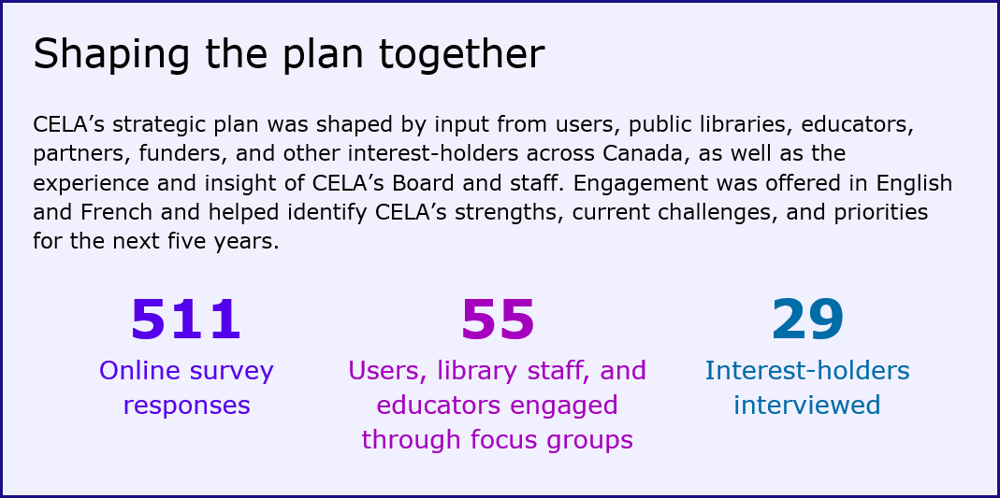 Shaping the plan together
CELA’s strategic plan was shaped by input from users, public libraries, educators,
partners, funders, and other interest-holders across Canada, as well as the
experience and insight of CELA’s Board and staff. Engagement was offered in English
and French and helped identify CELA’s strengths, current challenges, and priorities
for the next five years.
511
Online survey
responses
55
Users, library staff, and
educators engaged
through focus groups
29
Interest-holders
interviewed